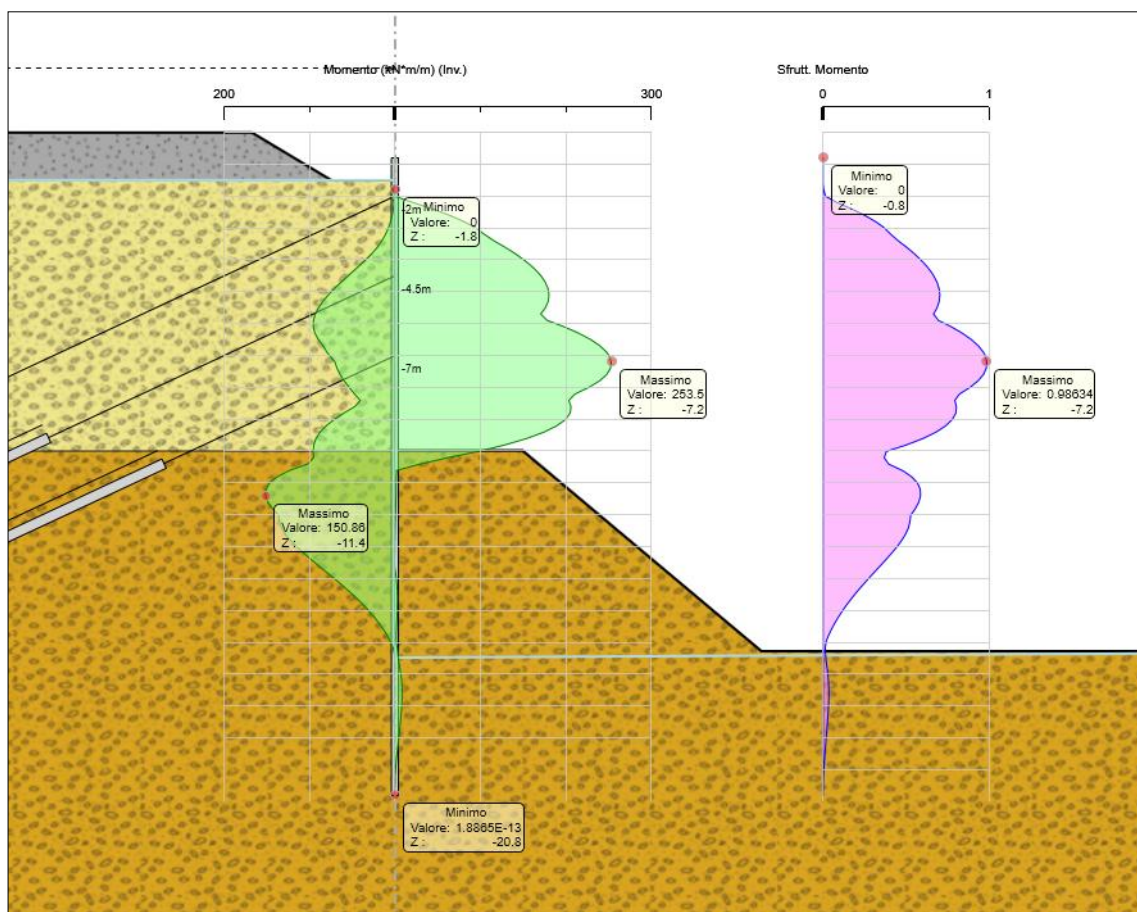 Momento (kN*m/m) (Inv.)
Sfrutt. Momento
200
300
0
1
Minimo
Valore: 0
Z : -0.8
-2m
Minimo
Valore: 0
Z : -1.8
-4.5m
-7m
Massimo
Valore: 253.5
Z : -7.2
Massimo
Valore: 0.98634
Z : -7.2
Massimo
Valore: 150.86
Z : -11.4
Minimo
Valore: 1.8865E-13
Z : -20.8